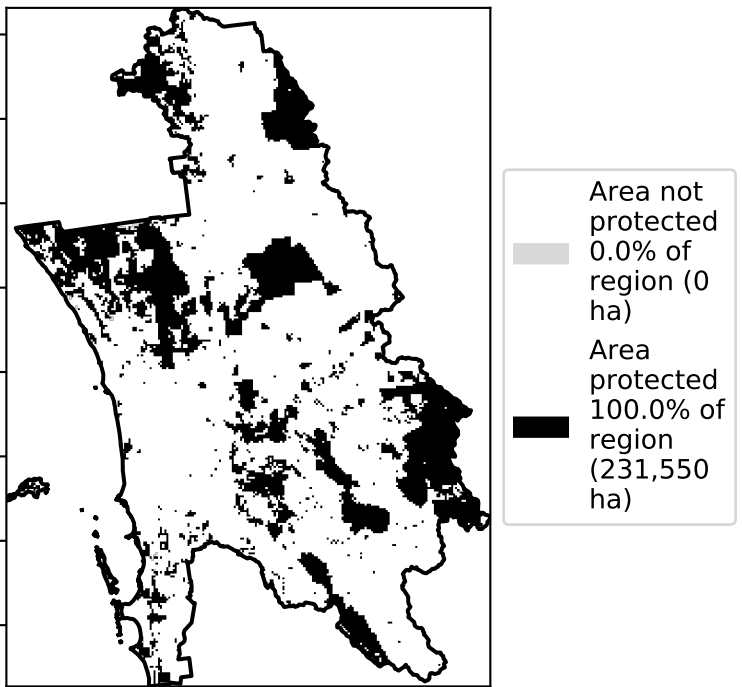 Area not
protected
0.0% of
region (0
ha)
Area
protected
100.0% of
region
(231,550
ha)